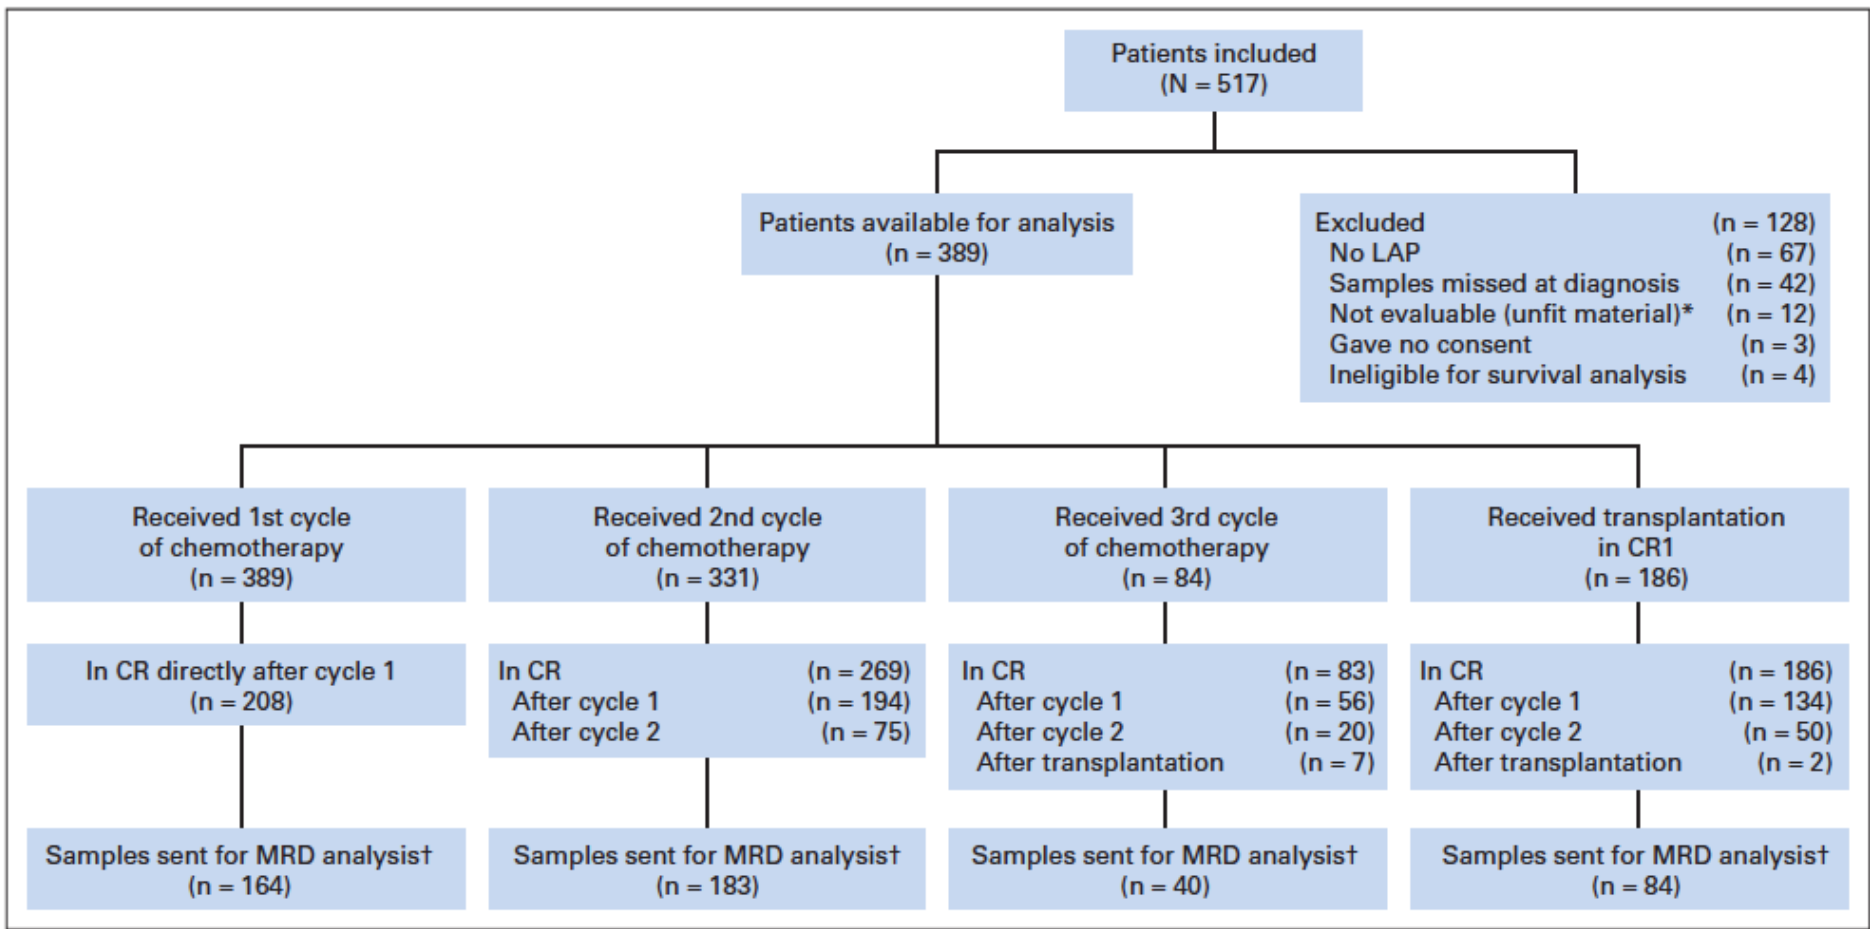 Patients included
(N = 517)
Patients available for analysis
(n = 389)
Excluded (n = 128)
No LAP (n = 67)
Samples missed at diagnosis (n = 42)
Not evaluable (unfit material)* (n = 12)
Gave no consent (n = 3)
Ineligible for survival analysis (n = 4)
Received 1st cycle
of chemotherapy
(n = 389)
Received 2nd cycle
of chemotherapy
(n = 331)
Received 3rd cycle
of chemotherapy
(n = 84)
Received transplantation
in CR1
(n = 186)
In CR directly after cycle 1
(n = 208)
In CR (n = 269)
After cycle 1 (n = 194)
After cycle 2 (n = 75)
In CR (n = 83)
After cycle 1 (n = 56)
After cycle 2 (n = 20)
After transplantation (n = 7)
In CR (n = 186)
After cycle 1 (n = 134)
After cycle 2 (n = 50)
After transplantation (n = 2)
Samples sent for MRD analysis†
(n = 164)
Samples sent for MRD analysis†
(n = 183)
Samples sent for MRD analysis†
(n = 40)
Samples sent for MRD analysis†
(n = 84)